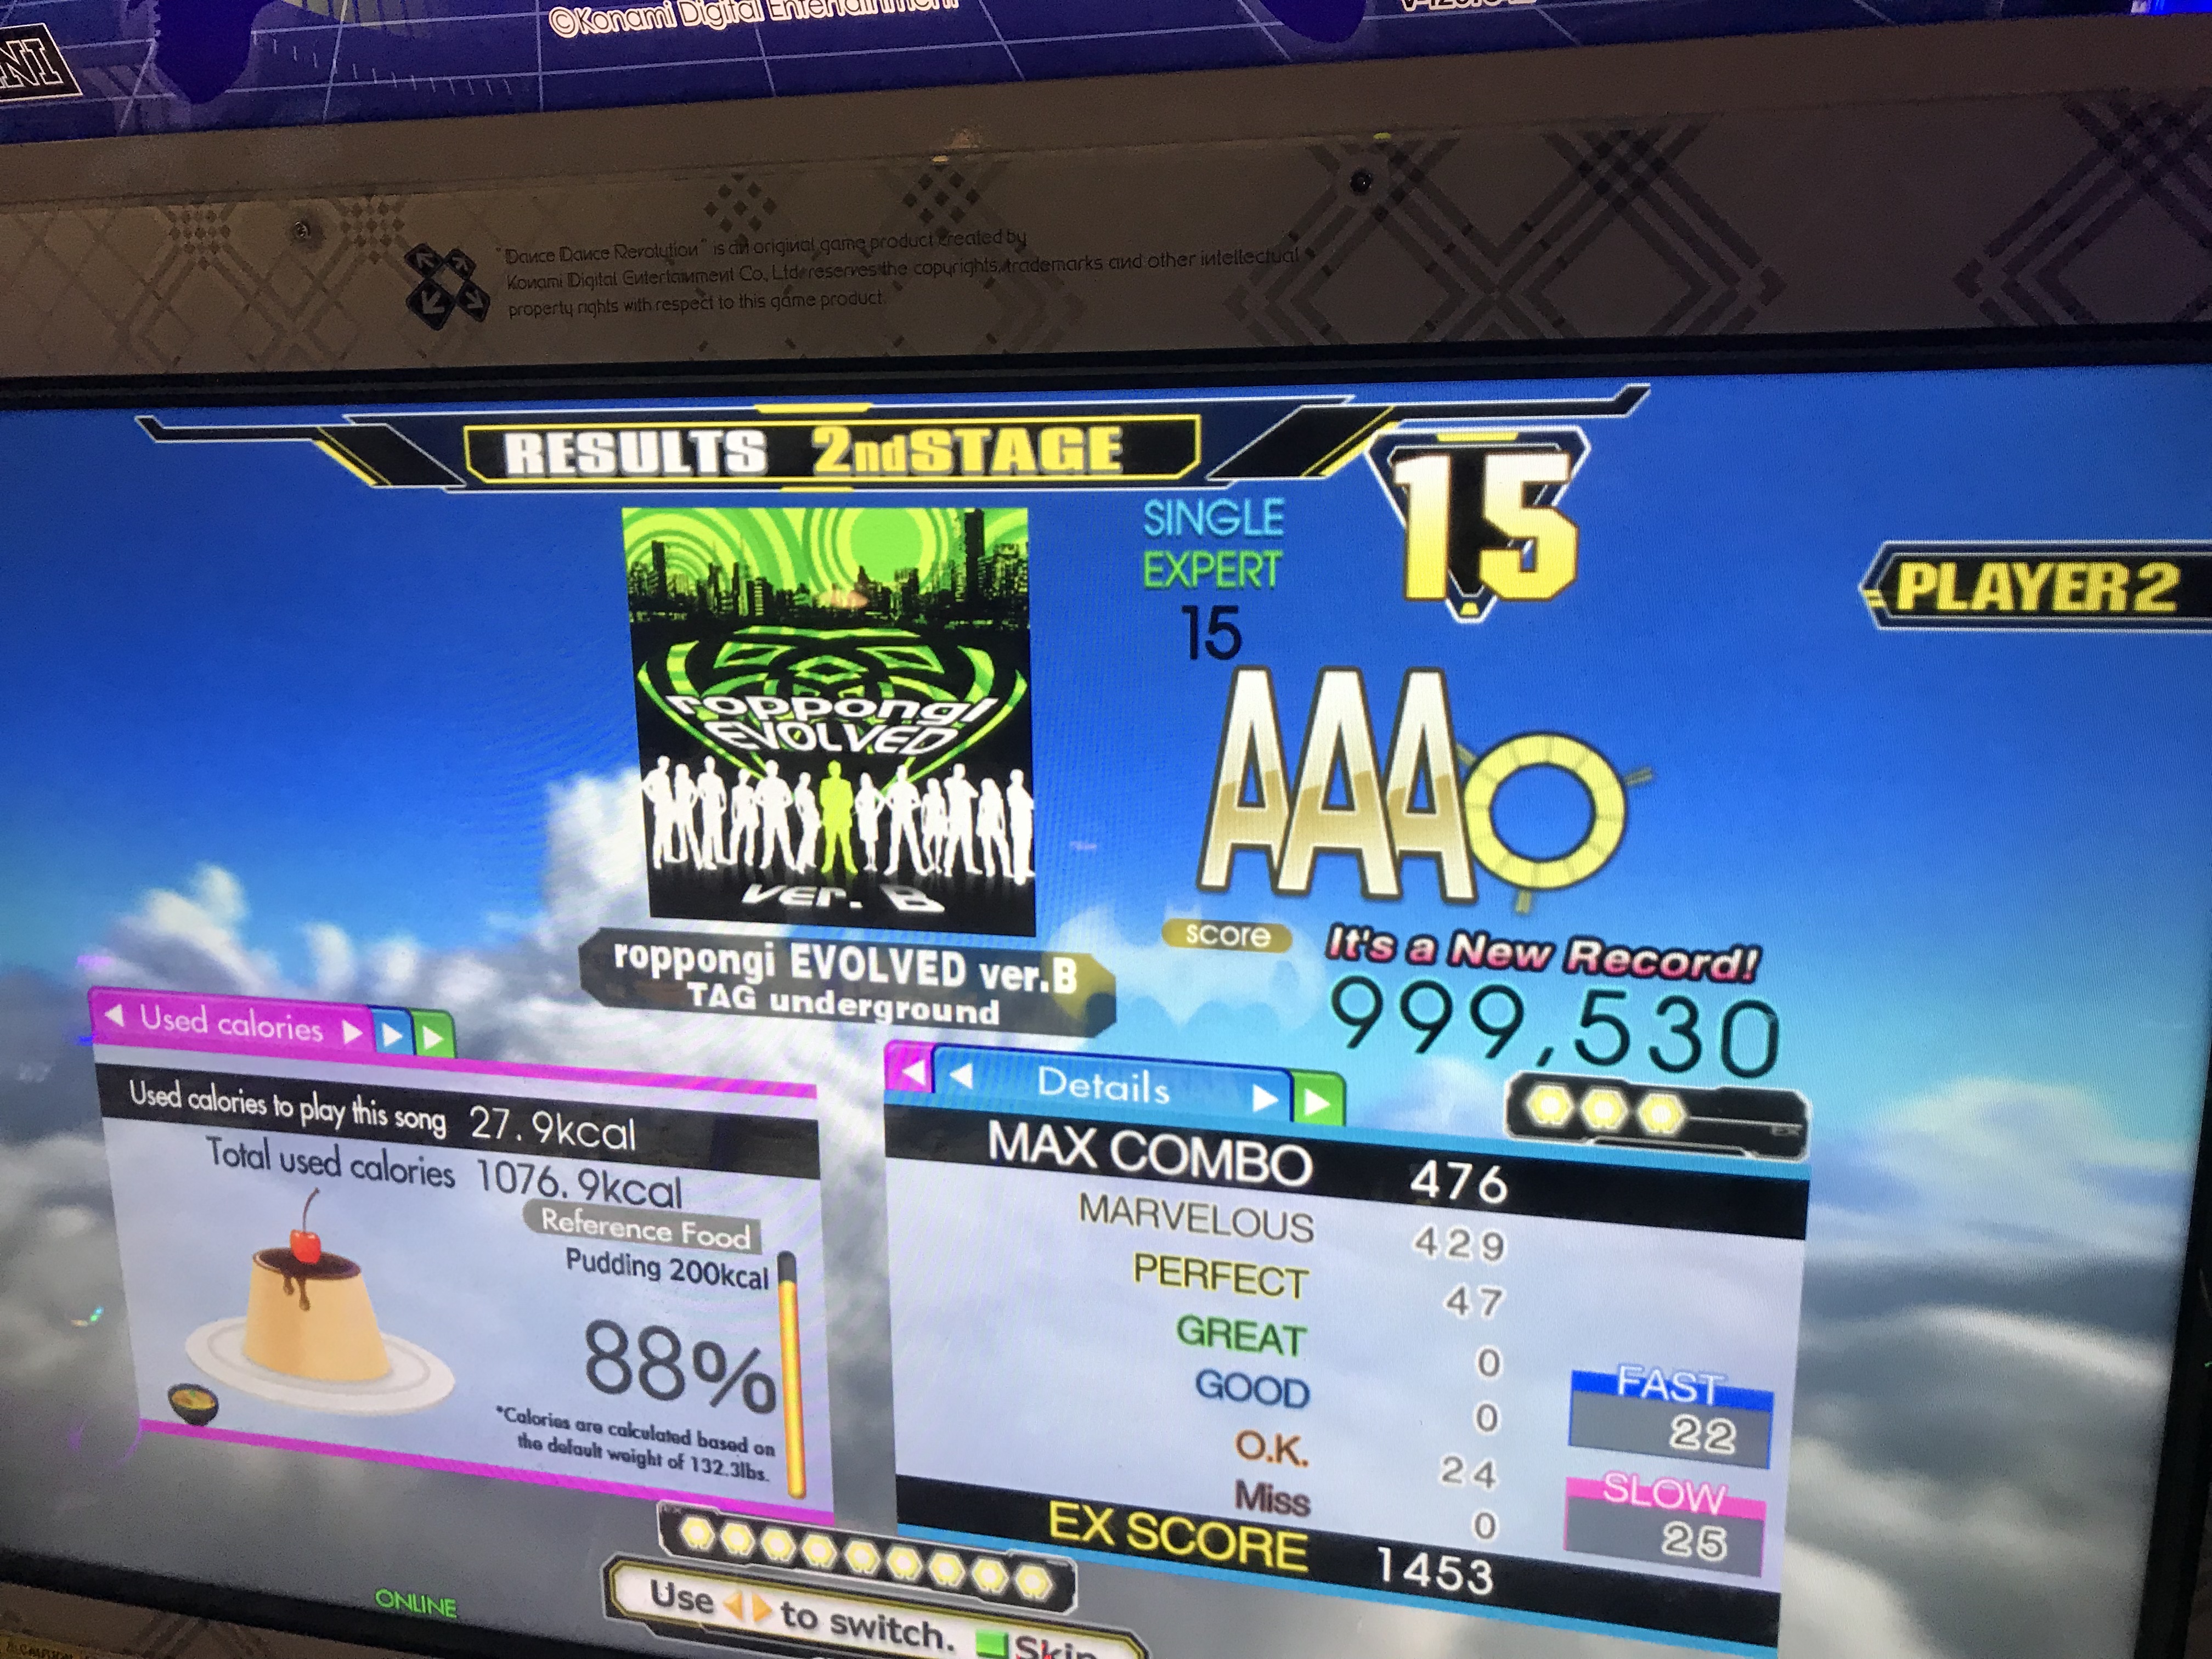 ©Konami Digital Entertainment
NI
"Dance Dance Revolution" is an original game product created by
Konami Digital Entertainment Co., Ltd. reserves the copyrights, trademarks and other intellectual
property rights with respect to this game product.
RESULTS 2ndSTAGE
15
SINGLE
EXPERT
15
PLAYER2
roppongi
EVOLVED
ver. B
AAA
roppongi EVOLVED ver.B
TAG underground
score
It's a New Record!
999,530
Used calories
Used calories to play this song 27.9kcal
Total used calories 1076.9kcal
Reference Food
Pudding 200kcal
88%
*Calories are calculated based on
the default weight of 132.3lbs.
Details
MAX COMBO 476
MARVELOUS 429
PERFECT 47
GREAT 0
GOOD 0
O.K. 24
Miss 0
EX SCORE 1453
FAST
22
SLOW
25
EX
ONLINE
Use ◀▶ to switch. Skip